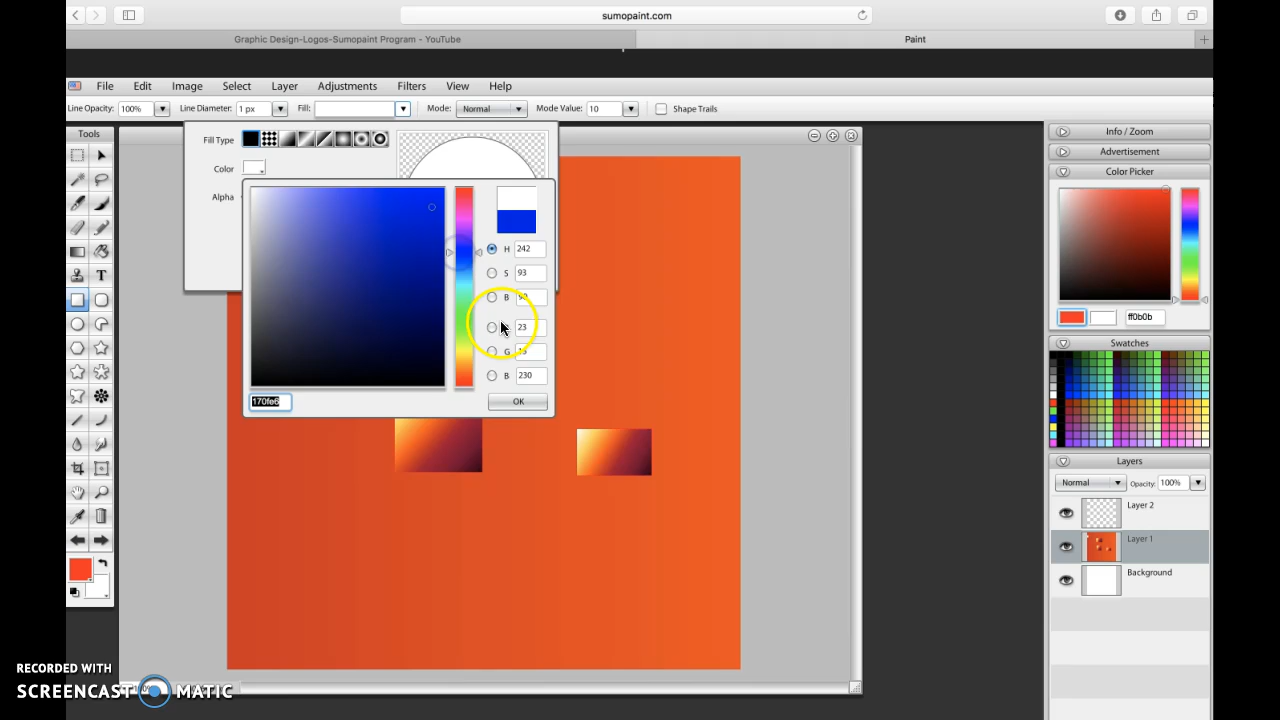 sumopaint.com
Graphic Design-Logos-Sumopaint Program - YouTube
Paint
File Edit Image Select Layer Adjustments Filters View Help
Line Opacity: 100% Line Diameter: 1 px Fill: Mode: Normal Mode Value: 10 Shape Trails
Tools
Fill Type
Color
Alpha
H 242
S 93
B
23
G
B 230
170fe6
OK
Info / Zoom
Advertisement
Color Picker
ff0b0b
Swatches
Layers
Normal Opacity: 100%
Layer 2
Layer 1
Background
RECORDED WITH
SCREENCAST MATIC